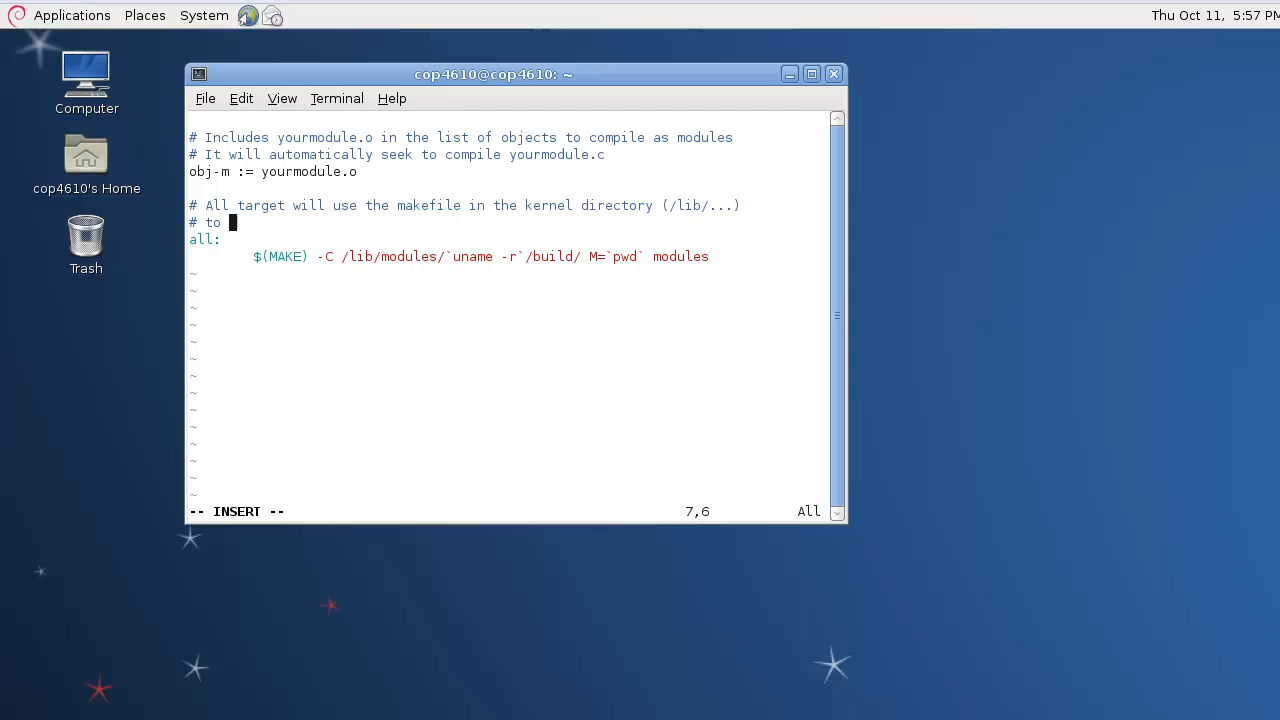 Applications Places System Thu Oct 11, 5:57 PM
Computer
cop4610's Home
Trash
cop4610@cop4610: ~
File Edit View Terminal Help
# Includes yourmodule.o in the list of objects to compile as modules
# It will automatically seek to compile yourmodule.c
obj-m := yourmodule.o
# All target will use the makefile in the kernel directory (/lib/...)
# to
all:
$(MAKE) -C /lib/modules/`uname -r`/build/ M=`pwd` modules
~
~
~
~
~
~
~
~
~
~
~
~
~
~
-- INSERT -- 7,6 All